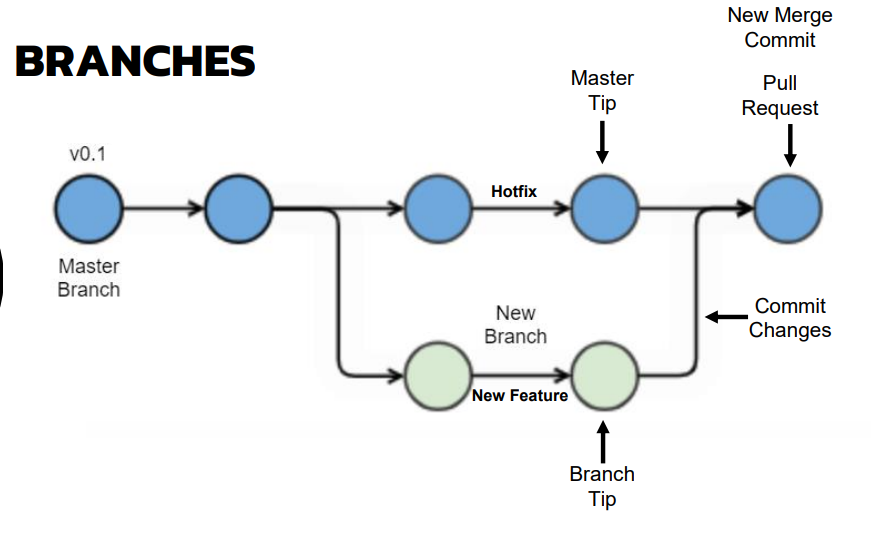 BRANCHES
New Merge
Commit
Pull
Request
Master
Tip
v0.1
Hotfix
Master
Branch
New
Branch
New Feature
Commit
Changes
Branch
Tip